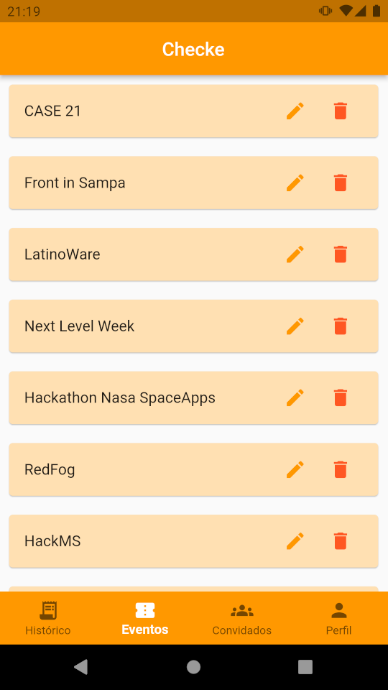 21:19
Checke
CASE 21
Front in Sampa
LatinoWare
Next Level Week
Hackathon Nasa SpaceApps
RedFog
HackMS
Histórico
Eventos
Convidados
Perfil